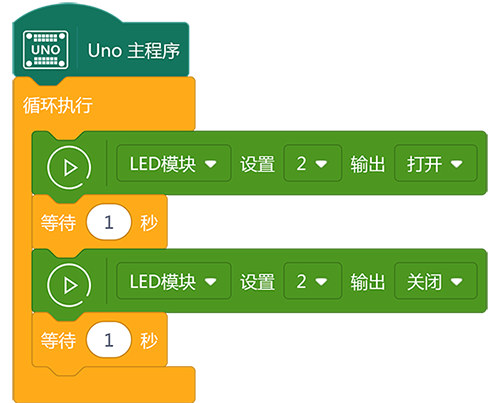 UNO Uno 主程序
循环执行
LED模块 设置 2 输出 打开
等待 1 秒
LED模块 设置 2 输出 关闭
等待 1 秒